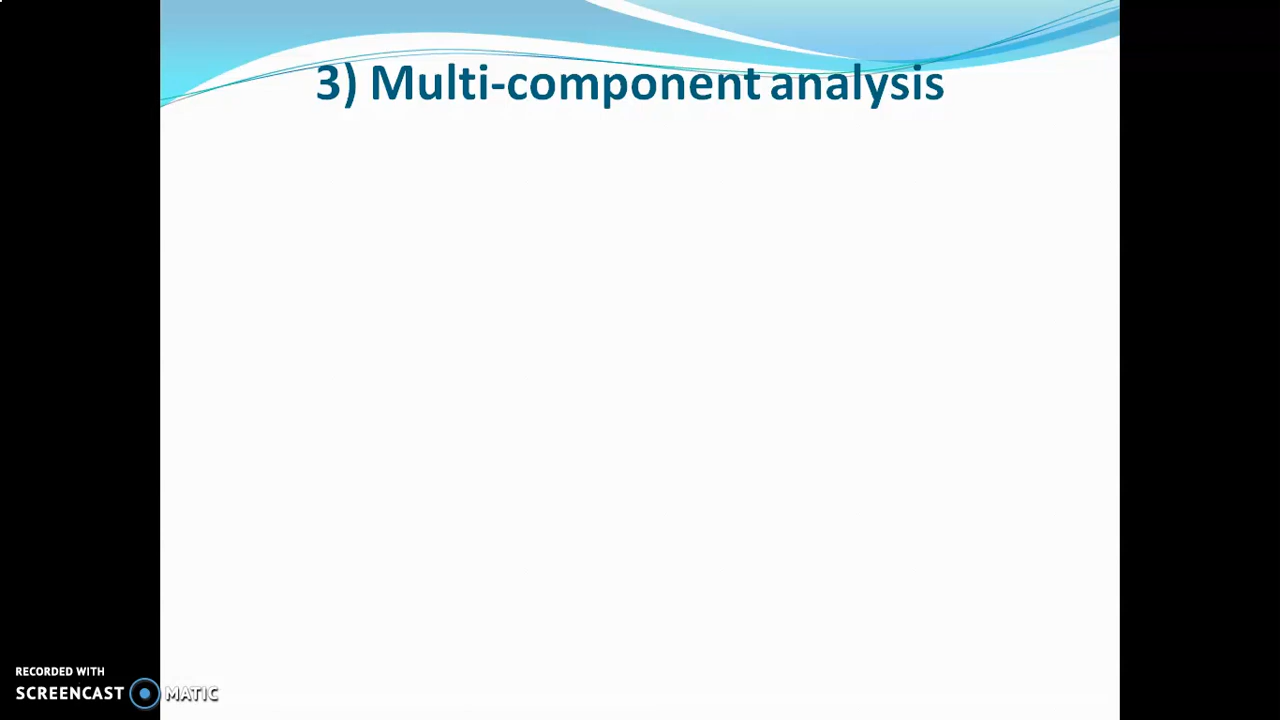 3) Multi-component analysis
RECORDED WITH
SCREENCAST MATIC